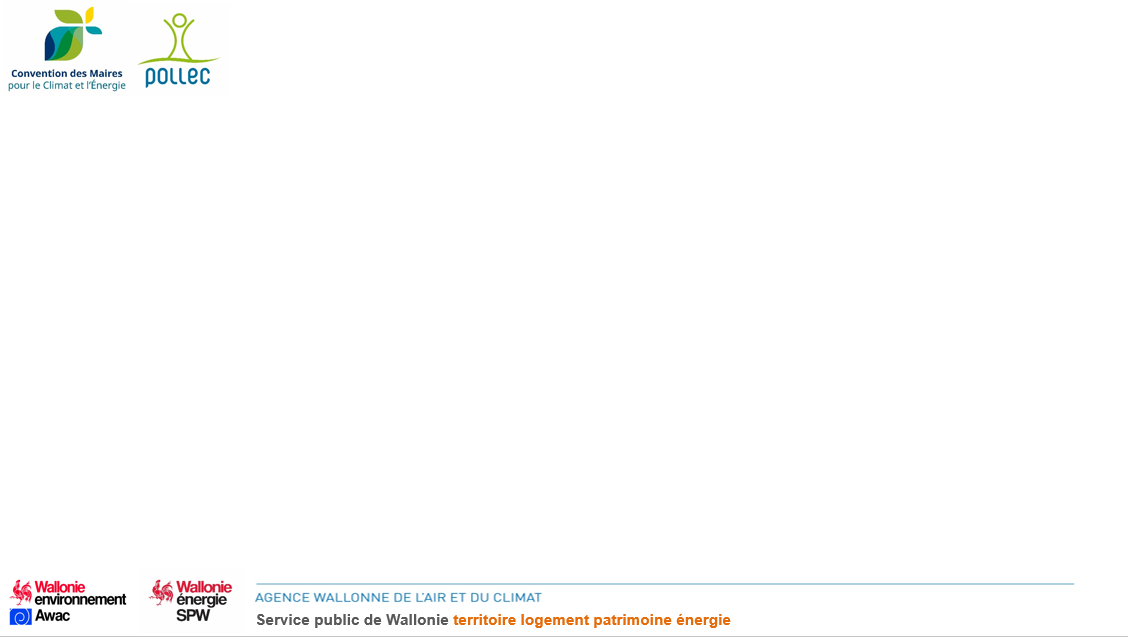 Convention des Maires
pour le Climat et l'Énergie
pollec
Wallonie
environnement
Awac
Wallonie
énergie
SPW
AGENCE WALLONNE DE L'AIR ET DU CLIMAT
Service public de Wallonie territoire logement patrimoine énergie